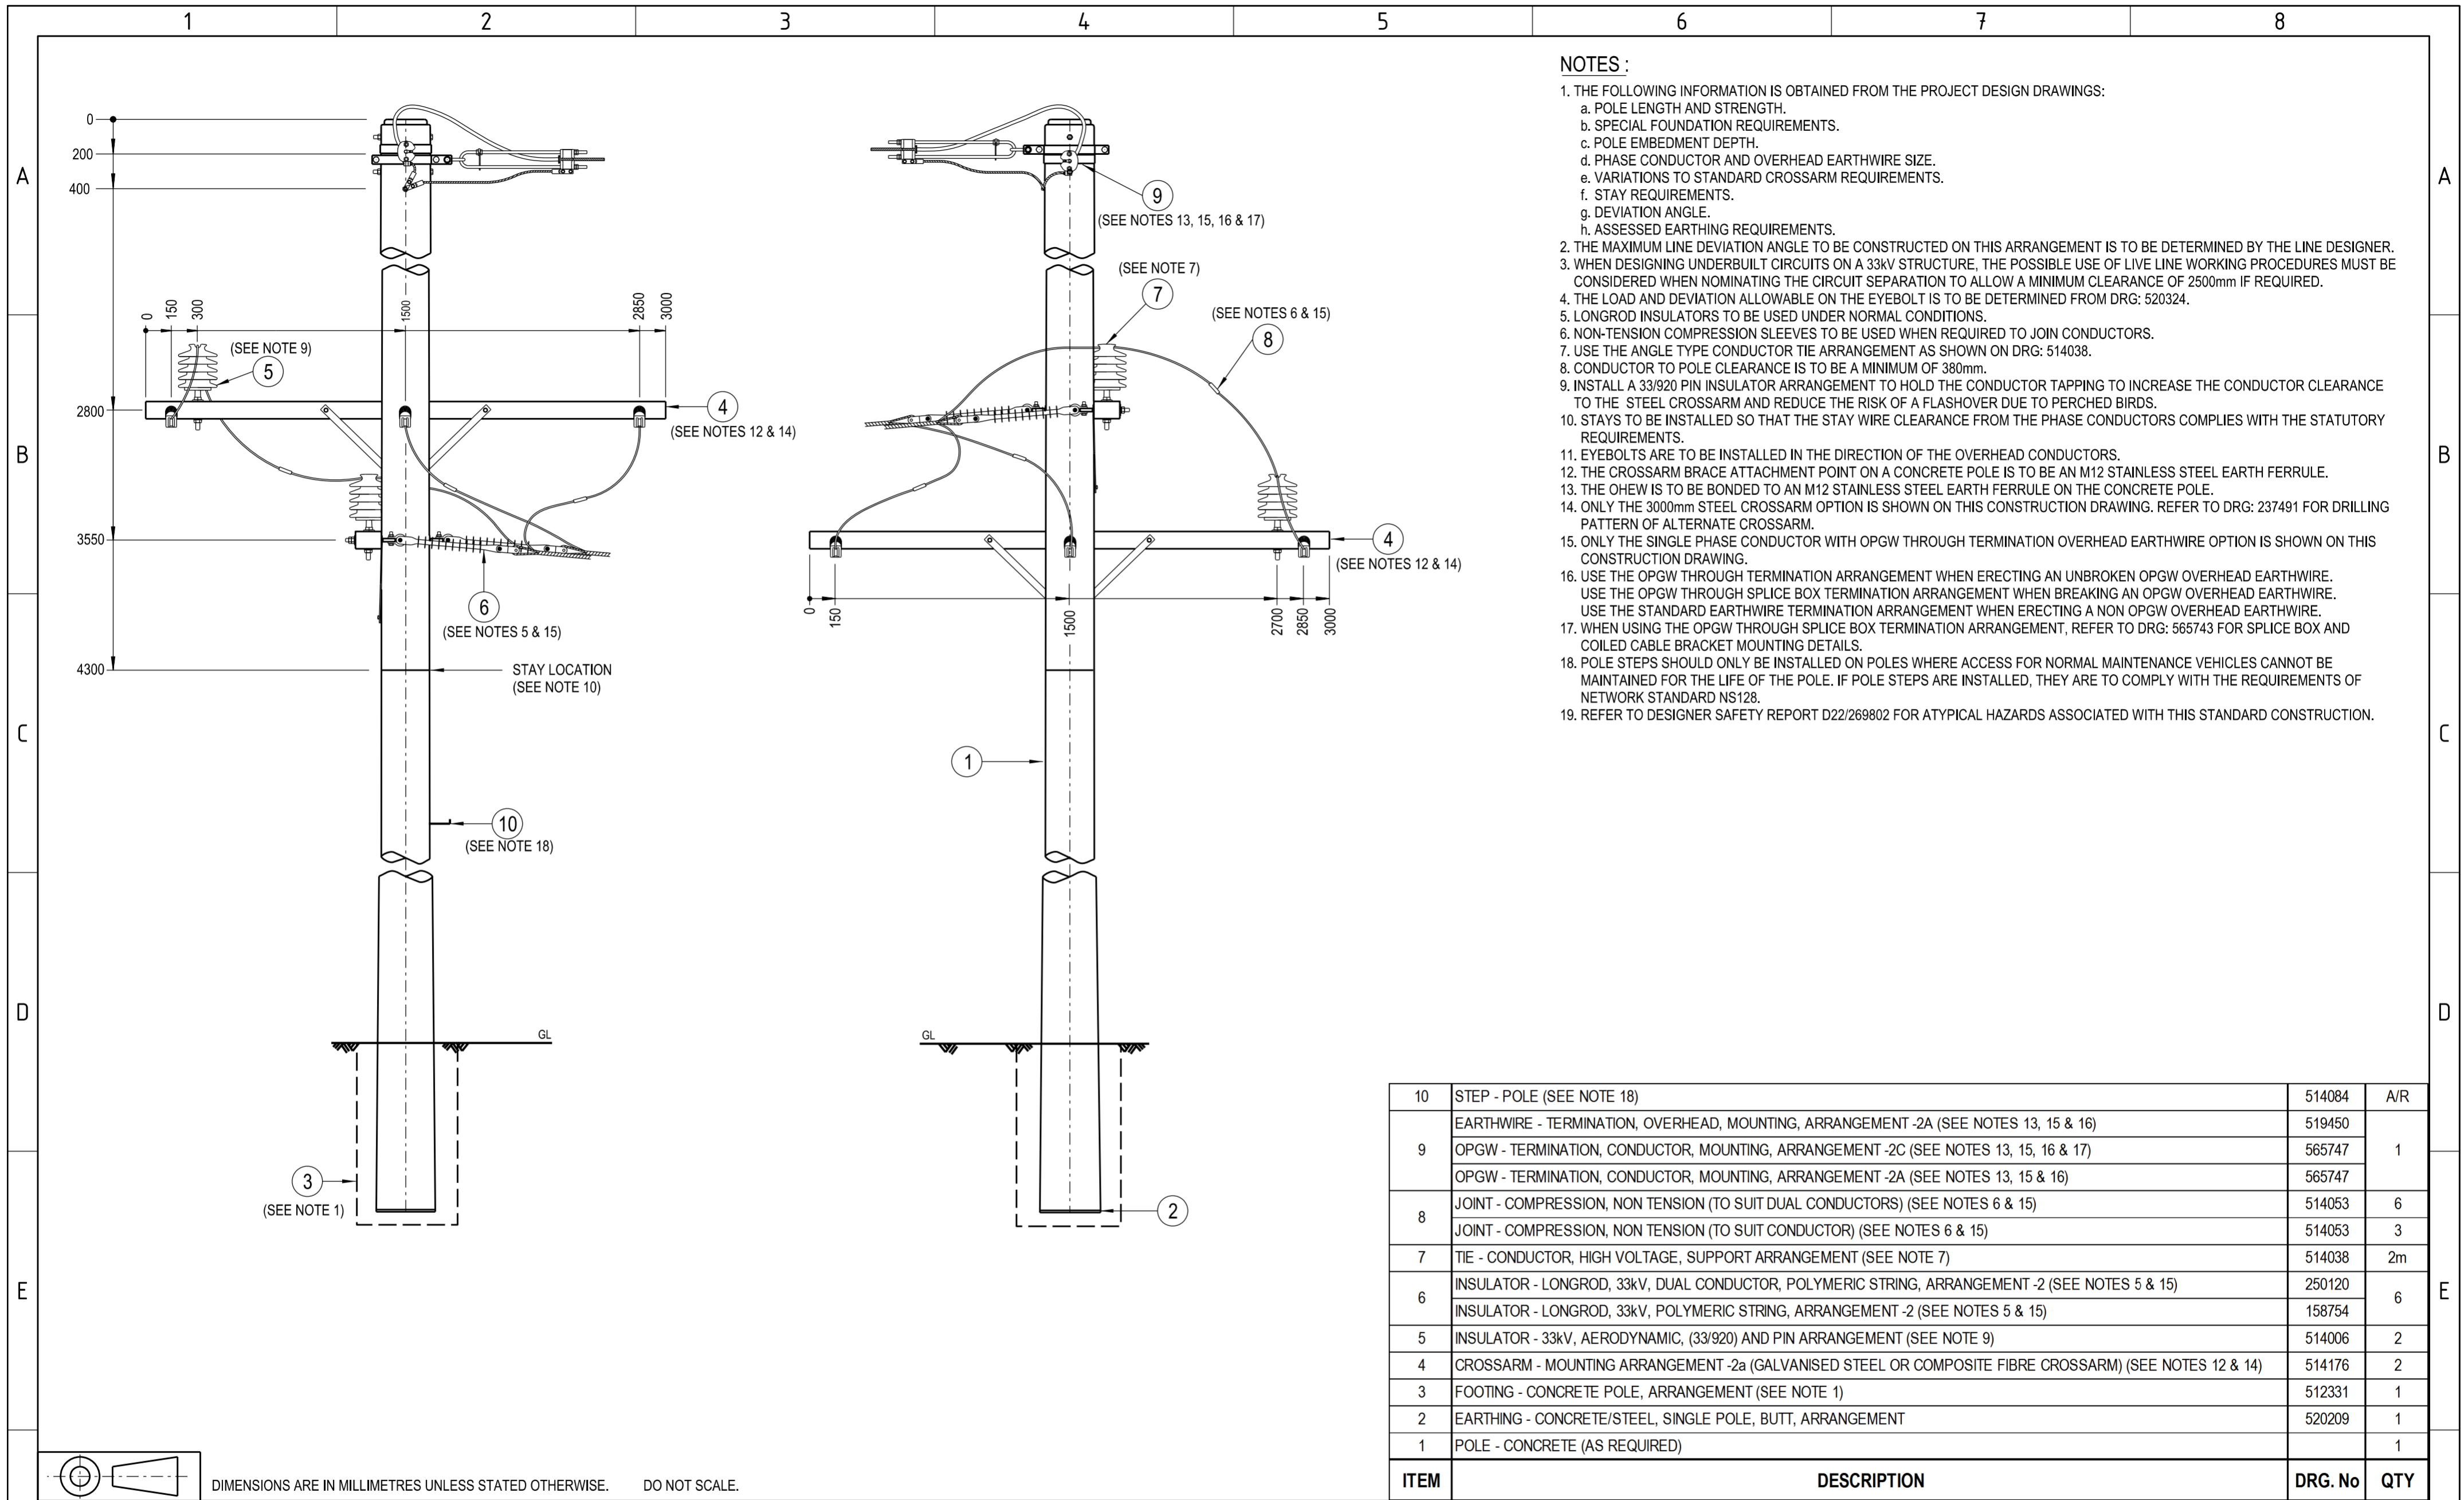 1 2 3 4 5 6 7 8
A
B
C
D
E
A
B
C
D
E
0
200
400
2800
3550
4300
0
150
300
1500
2850
3000
(SEE NOTE 9)
5
4
(SEE NOTES 12 & 14)
6
(SEE NOTES 5 & 15)
STAY LOCATION
(SEE NOTE 10)
10
(SEE NOTE 18)
GL
3
(SEE NOTE 1)
9
(SEE NOTES 13, 15, 16 & 17)
(SEE NOTE 7)
7
(SEE NOTES 6 & 15)
8
4
(SEE NOTES 12 & 14)
0
150
1500
2700
2850
3000
1
GL
2
NOTES :
1. THE FOLLOWING INFORMATION IS OBTAINED FROM THE PROJECT DESIGN DRAWINGS:
a. POLE LENGTH AND STRENGTH.
b. SPECIAL FOUNDATION REQUIREMENTS.
c. POLE EMBEDMENT DEPTH.
d. PHASE CONDUCTOR AND OVERHEAD EARTHWIRE SIZE.
e. VARIATIONS TO STANDARD CROSSARM REQUIREMENTS.
f. STAY REQUIREMENTS.
g. DEVIATION ANGLE.
h. ASSESSED EARTHING REQUIREMENTS.
2. THE MAXIMUM LINE DEVIATION ANGLE TO BE CONSTRUCTED ON THIS ARRANGEMENT IS TO BE DETERMINED BY THE LINE DESIGNER.
3. WHEN DESIGNING UNDERBUILT CIRCUITS ON A 33kV STRUCTURE, THE POSSIBLE USE OF LIVE LINE WORKING PROCEDURES MUST BE
CONSIDERED WHEN NOMINATING THE CIRCUIT SEPARATION TO ALLOW A MINIMUM CLEARANCE OF 2500mm IF REQUIRED.
4. THE LOAD AND DEVIATION ALLOWABLE ON THE EYEBOLT IS TO BE DETERMINED FROM DRG: 520324.
5. LONGROD INSULATORS TO BE USED UNDER NORMAL CONDITIONS.
6. NON-TENSION COMPRESSION SLEEVES TO BE USED WHEN REQUIRED TO JOIN CONDUCTORS.
7. USE THE ANGLE TYPE CONDUCTOR TIE ARRANGEMENT AS SHOWN ON DRG: 514038.
8. CONDUCTOR TO POLE CLEARANCE IS TO BE A MINIMUM OF 380mm.
9. INSTALL A 33/920 PIN INSULATOR ARRANGEMENT TO HOLD THE CONDUCTOR TAPPING TO INCREASE THE CONDUCTOR CLEARANCE
TO THE STEEL CROSSARM AND REDUCE THE RISK OF A FLASHOVER DUE TO PERCHED BIRDS.
10. STAYS TO BE INSTALLED SO THAT THE STAY WIRE CLEARANCE FROM THE PHASE CONDUCTORS COMPLIES WITH THE STATUTORY
REQUIREMENTS.
11. EYEBOLTS ARE TO BE INSTALLED IN THE DIRECTION OF THE OVERHEAD CONDUCTORS.
12. THE CROSSARM BRACE ATTACHMENT POINT ON A CONCRETE POLE IS TO BE AN M12 STAINLESS STEEL EARTH FERRULE.
13. THE OHEW IS TO BE BONDED TO AN M12 STAINLESS STEEL EARTH FERRULE ON THE CONCRETE POLE.
14. ONLY THE 3000mm STEEL CROSSARM OPTION IS SHOWN ON THIS CONSTRUCTION DRAWING. REFER TO DRG: 237491 FOR DRILLING
PATTERN OF ALTERNATE CROSSARM.
15. ONLY THE SINGLE PHASE CONDUCTOR WITH OPGW THROUGH TERMINATION OVERHEAD EARTHWIRE OPTION IS SHOWN ON THIS
CONSTRUCTION DRAWING.
16. USE THE OPGW THROUGH TERMINATION ARRANGEMENT WHEN ERECTING AN UNBROKEN OPGW OVERHEAD EARTHWIRE.
USE THE OPGW THROUGH SPLICE BOX TERMINATION ARRANGEMENT WHEN BREAKING AN OPGW OVERHEAD EARTHWIRE.
USE THE STANDARD EARTHWIRE TERMINATION ARRANGEMENT WHEN ERECTING A NON OPGW OVERHEAD EARTHWIRE.
17. WHEN USING THE OPGW THROUGH SPLICE BOX TERMINATION ARRANGEMENT, REFER TO DRG: 565743 FOR SPLICE BOX AND
COILED CABLE BRACKET MOUNTING DETAILS.
18. POLE STEPS SHOULD ONLY BE INSTALLED ON POLES WHERE ACCESS FOR NORMAL MAINTENANCE VEHICLES CANNOT BE
MAINTAINED FOR THE LIFE OF THE POLE. IF POLE STEPS ARE INSTALLED, THEY ARE TO COMPLY WITH THE REQUIREMENTS OF
NETWORK STANDARD NS128.
19. REFER TO DESIGNER SAFETY REPORT D22/269802 FOR ATYPICAL HAZARDS ASSOCIATED WITH THIS STANDARD CONSTRUCTION.
10 STEP - POLE (SEE NOTE 18) 514084 A/R
EARTHWIRE - TERMINATION, OVERHEAD, MOUNTING, ARRANGEMENT -2A (SEE NOTES 13, 15 & 16) 519450
9 OPGW - TERMINATION, CONDUCTOR, MOUNTING, ARRANGEMENT -2C (SEE NOTES 13, 15, 16 & 17) 565747 1
OPGW - TERMINATION, CONDUCTOR, MOUNTING, ARRANGEMENT -2A (SEE NOTES 13, 15 & 16) 565747
8 JOINT - COMPRESSION, NON TENSION (TO SUIT DUAL CONDUCTORS) (SEE NOTES 6 & 15) 514053 6
JOINT - COMPRESSION, NON TENSION (TO SUIT CONDUCTOR) (SEE NOTES 6 & 15) 514053 3
7 TIE - CONDUCTOR, HIGH VOLTAGE, SUPPORT ARRANGEMENT (SEE NOTE 7) 514038 2m
6 INSULATOR - LONGROD, 33kV, DUAL CONDUCTOR, POLYMERIC STRING, ARRANGEMENT -2 (SEE NOTES 5 & 15) 250120 6
INSULATOR - LONGROD, 33kV, POLYMERIC STRING, ARRANGEMENT -2 (SEE NOTES 5 & 15) 158754
5 INSULATOR - 33kV, AERODYNAMIC, (33/920) AND PIN ARRANGEMENT (SEE NOTE 9) 514006 2
4 CROSSARM - MOUNTING ARRANGEMENT -2a (GALVANISED STEEL OR COMPOSITE FIBRE CROSSARM) (SEE NOTES 12 & 14) 514176 2
3 FOOTING - CONCRETE POLE, ARRANGEMENT (SEE NOTE 1) 512331 1
2 EARTHING - CONCRETE/STEEL, SINGLE POLE, BUTT, ARRANGEMENT 520209 1
1 POLE - CONCRETE (AS REQUIRED) 1
ITEM DESCRIPTION DRG. No QTY
DIMENSIONS ARE IN MILLIMETRES UNLESS STATED OTHERWISE. DO NOT SCALE.